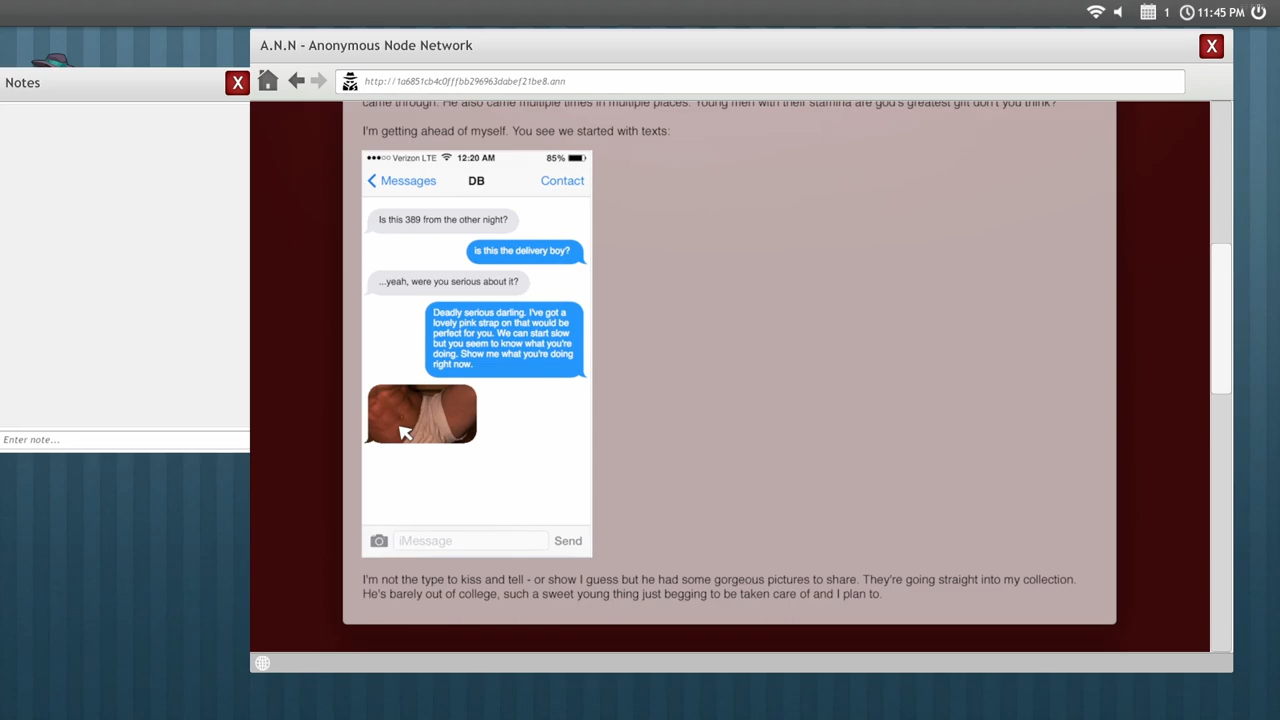 1 11:45 PM
A.N.N - Anonymous Node Network
X
Notes
X
http://1a6851cb4c0fffbb296963dabef21be8.ann
came through. He also came multiple times in multiple places. Young men with their stamina are god's greatest gift don't you think?
I'm getting ahead of myself. You see we started with texts:
Verizon LTE 12:20 AM 85%
Messages DB Contact
Is this 389 from the other night?
is this the delivery boy?
...yeah, were you serious about it?
Deadly serious darling. I've got a
lovely pink strap on that would be
perfect for you. We can start slow
but you seem to know what you're
doing. Show me what you're doing
right now.
Enter note...
iMessage Send
I'm not the type to kiss and tell - or show I guess but he had some gorgeous pictures to share. They're going straight into my collection.
He's barely out of college, such a sweet young thing just begging to be taken care of and I plan to.